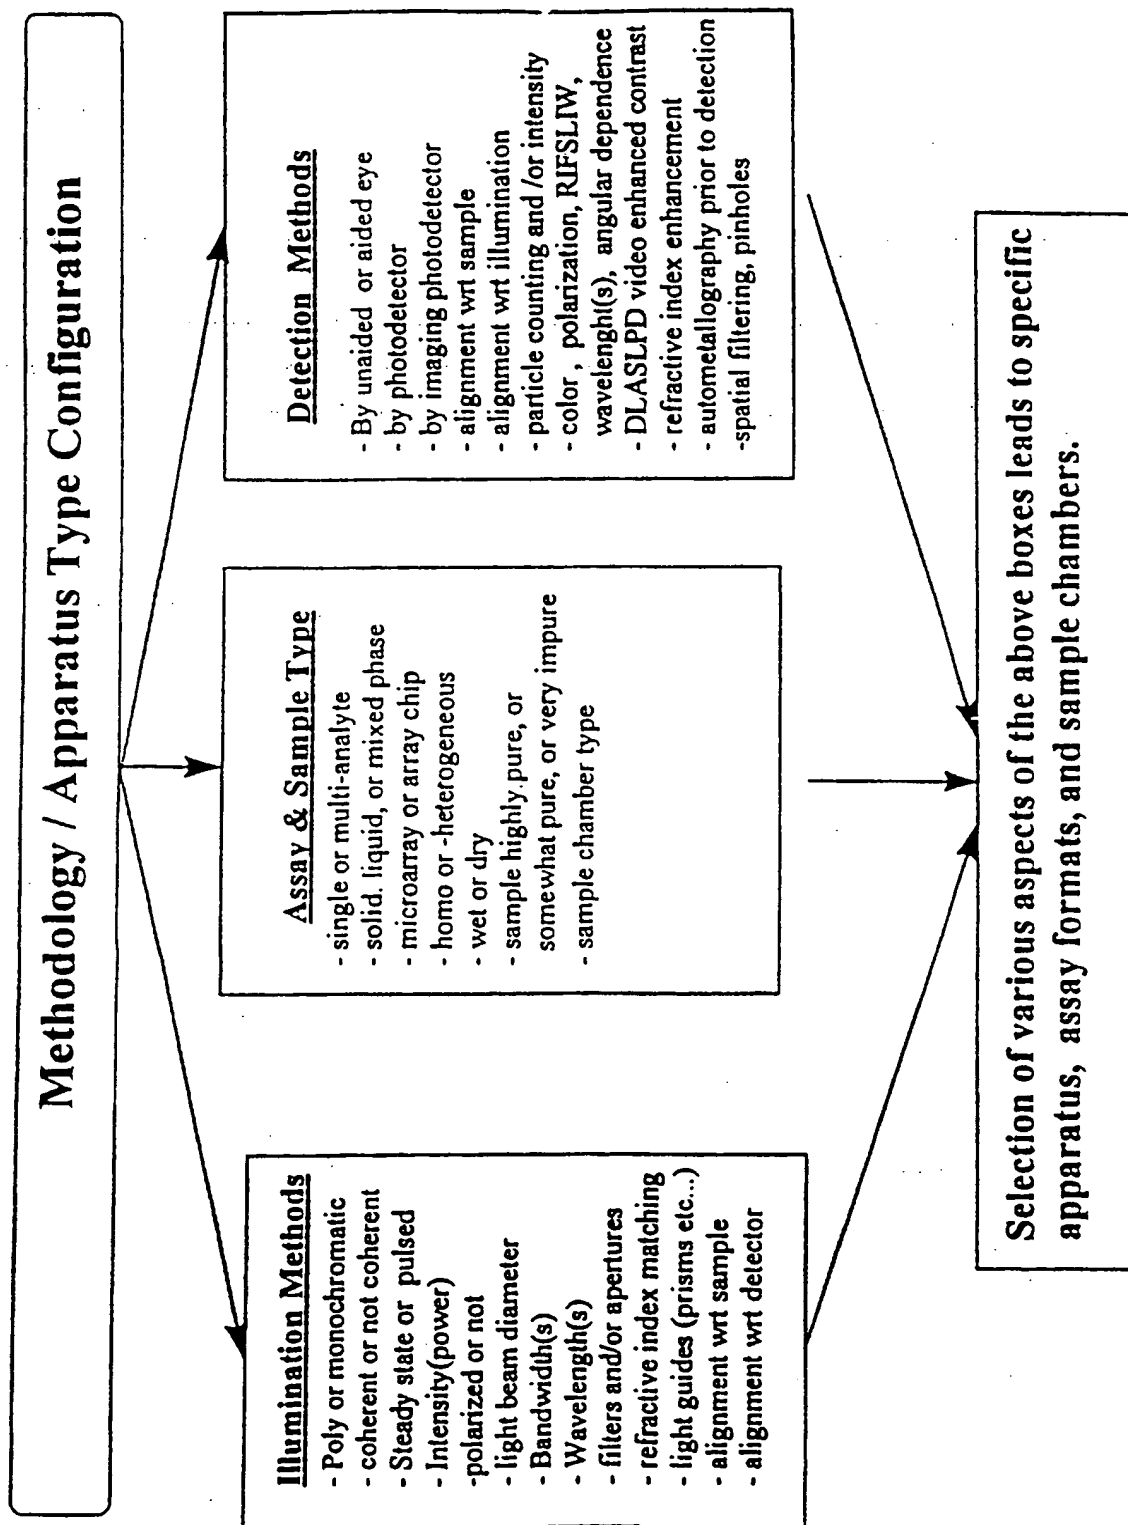 Methodology / Apparatus Type Configuration
Illumination Methods
- Poly or monochromatic
- coherent or not coherent
- Steady state or pulsed
- Intensity(power)
-polarized or not
- light beam diameter
- Bandwidth(s)
- Wavelength(s)
- filters and/or apertures
- refractive index matching
- light guides (prisms etc...)
- alignment wrt sample
- alignment wrt detector
Assay & Sample Type
- single or multi-analyte
- solid. liquid, or mixed phase
- microarray or array chip
- homo or -heterogeneous
- wet or dry
- sample highly.pure, or
somewhat pure, or very impure
- sample chamber type
Detection Methods
- By unaided or aided eye
- by photodetector
- by imaging photodetector
- alignment wrt sample
- alignment wrt illumination
- particle counting and /or intensity
- color , polarization, RIFSLIW,
wavelenght(s), angular dependence
- DLASLPD video enhanced contrast
- refractive index enhancement
- autometallography prior to detection
-spatial filtering, pinholes
Selection of various aspects of the above boxes leads to specific
apparatus, assay formats, and sample chambers.